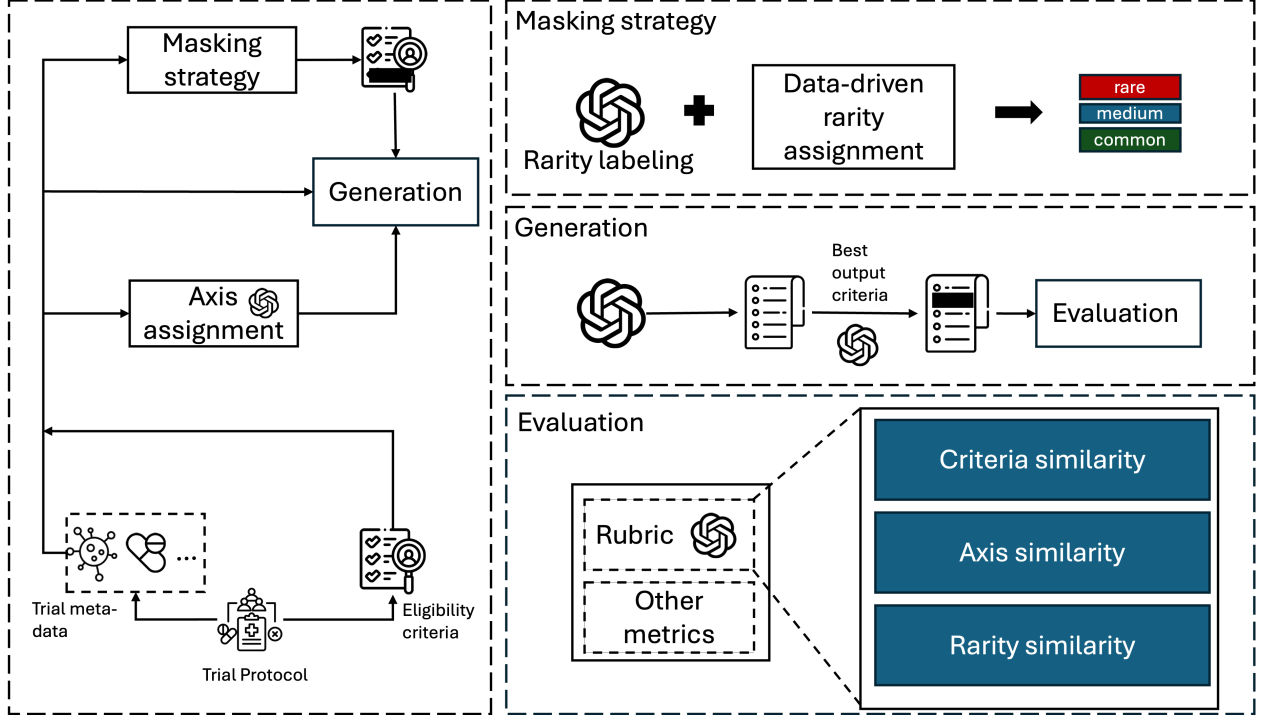 Masking
strategy
Generation
Axis
assignment
...
Trial meta-
data
Eligibility
criteria
Trial Protocol
Masking strategy
Rarity labeling
Data-driven
rarity
assignment
rare
medium
common
Generation
Best
output
criteria
Evaluation
Evaluation
Rubric
Other
metrics
Criteria similarity
Axis similarity
Rarity similarity